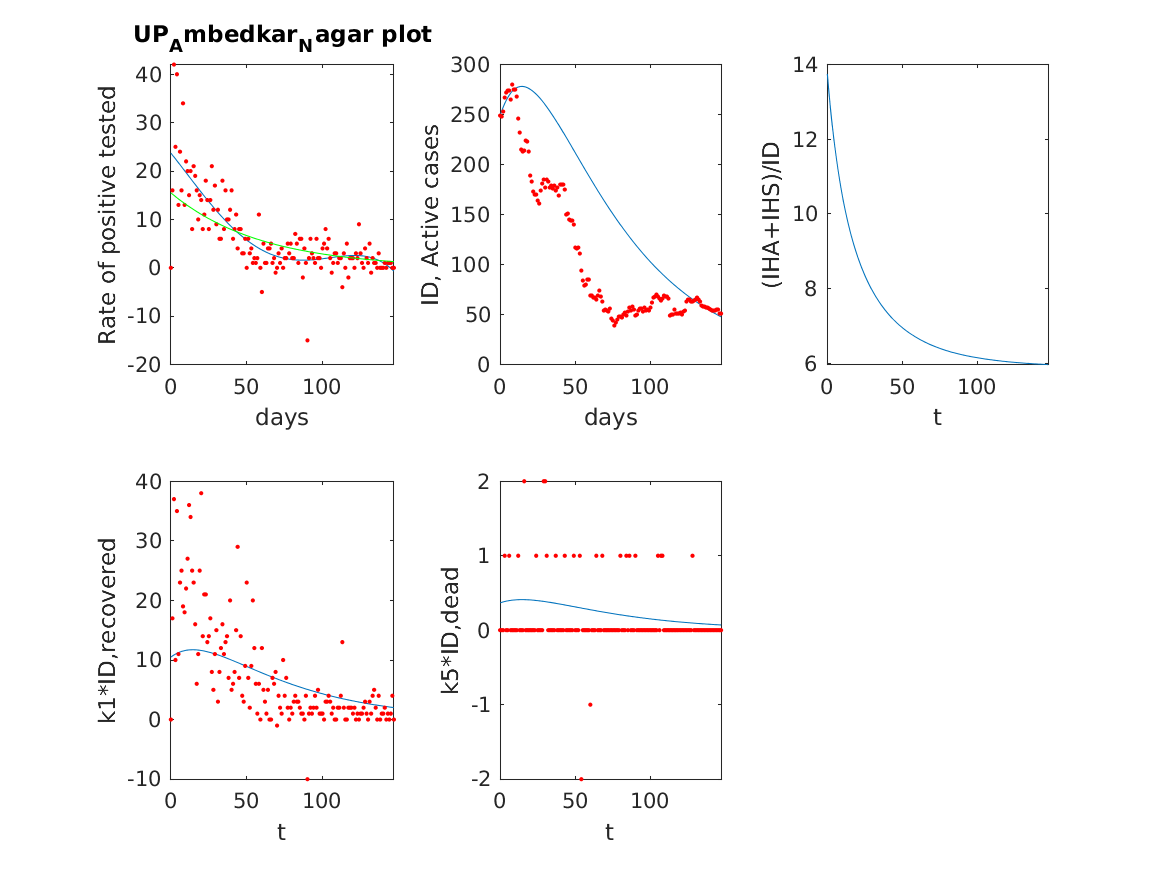 UP_Ambedkar_Nagar plot
Rate of positive tested
40
30
20
10
0
-10
-20
0 50 100
days
ID, Active cases
300
250
200
150
100
50
0
0 50 100
days
(IHA+IHS)/ID
14
12
10
8
6
0 50 100
t
k1*ID,recovered
40
30
20
10
0
-10
0 50 100
t
k5*ID,dead
2
1
0
-1
-2
0 50 100
t